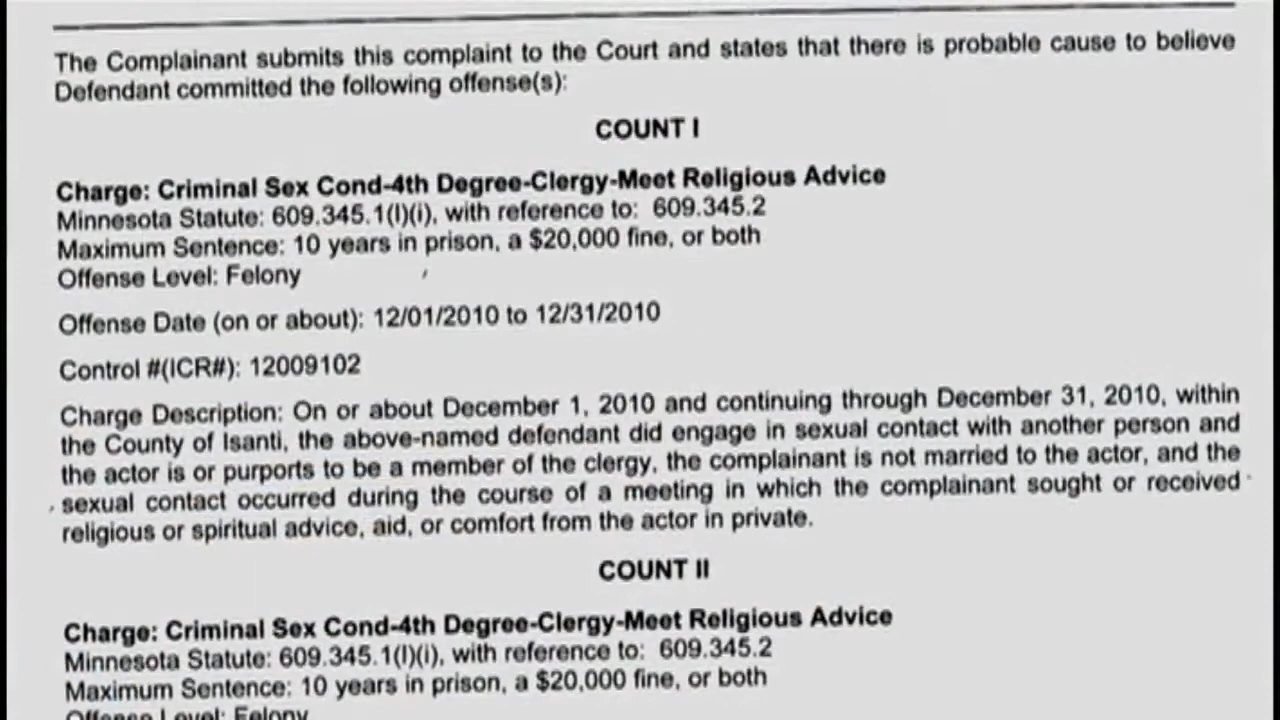 The Complainant submits this complaint to the Court and states that there is probable cause to believe
Defendant committed the following offense(s):
COUNT I
Charge: Criminal Sex Cond-4th Degree-Clergy-Meet Religious Advice
Minnesota Statute: 609.345.1(l)(i), with reference to: 609.345.2
Maximum Sentence: 10 years in prison, a $20,000 fine, or both
Offense Level: Felony
Offense Date (on or about): 12/01/2010 to 12/31/2010
Control #(ICR#): 12009102
Charge Description: On or about December 1, 2010 and continuing through December 31, 2010, within
the County of Isanti, the above-named defendant did engage in sexual contact with another person and
the actor is or purports to be a member of the clergy, the complainant is not married to the actor, and the
sexual contact occurred during the course of a meeting in which the complainant sought or received
religious or spiritual advice, aid, or comfort from the actor in private.
COUNT II
Charge: Criminal Sex Cond-4th Degree-Clergy-Meet Religious Advice
Minnesota Statute: 609.345.1(l)(i), with reference to: 609.345.2
Maximum Sentence: 10 years in prison, a $20,000 fine, or both
Offense Level: Felony